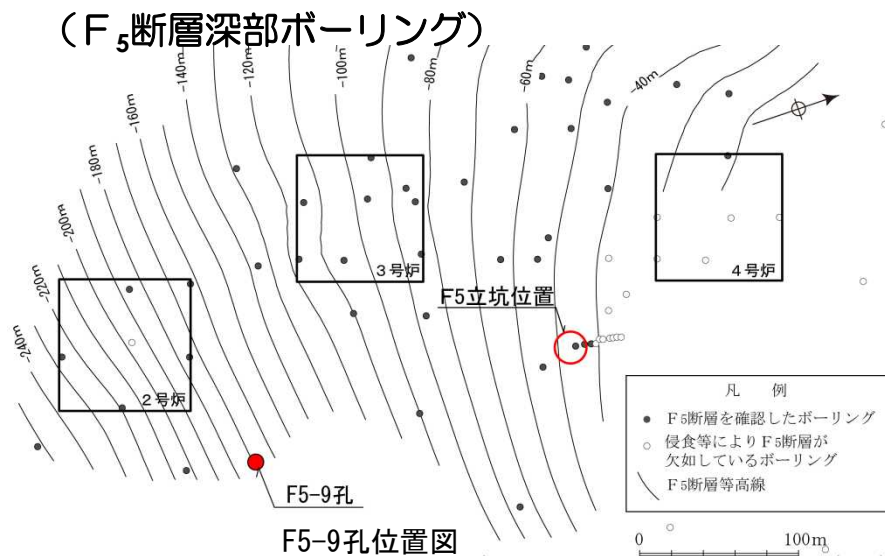 （Ｆ₅断層深部ボーリング）
-140m
-120m
-100m
-80m
-60m
-40m
-160m
-180m
-200m
-220m
-240m
3号炉
4号炉
2号炉
F5立坑位置
F5-9孔
F5-9孔位置図
凡　例
Ｆ5断層を確認したボーリング
侵食等によりＦ5断層が
欠如しているボーリング
Ｆ5断層等高線
0 100m